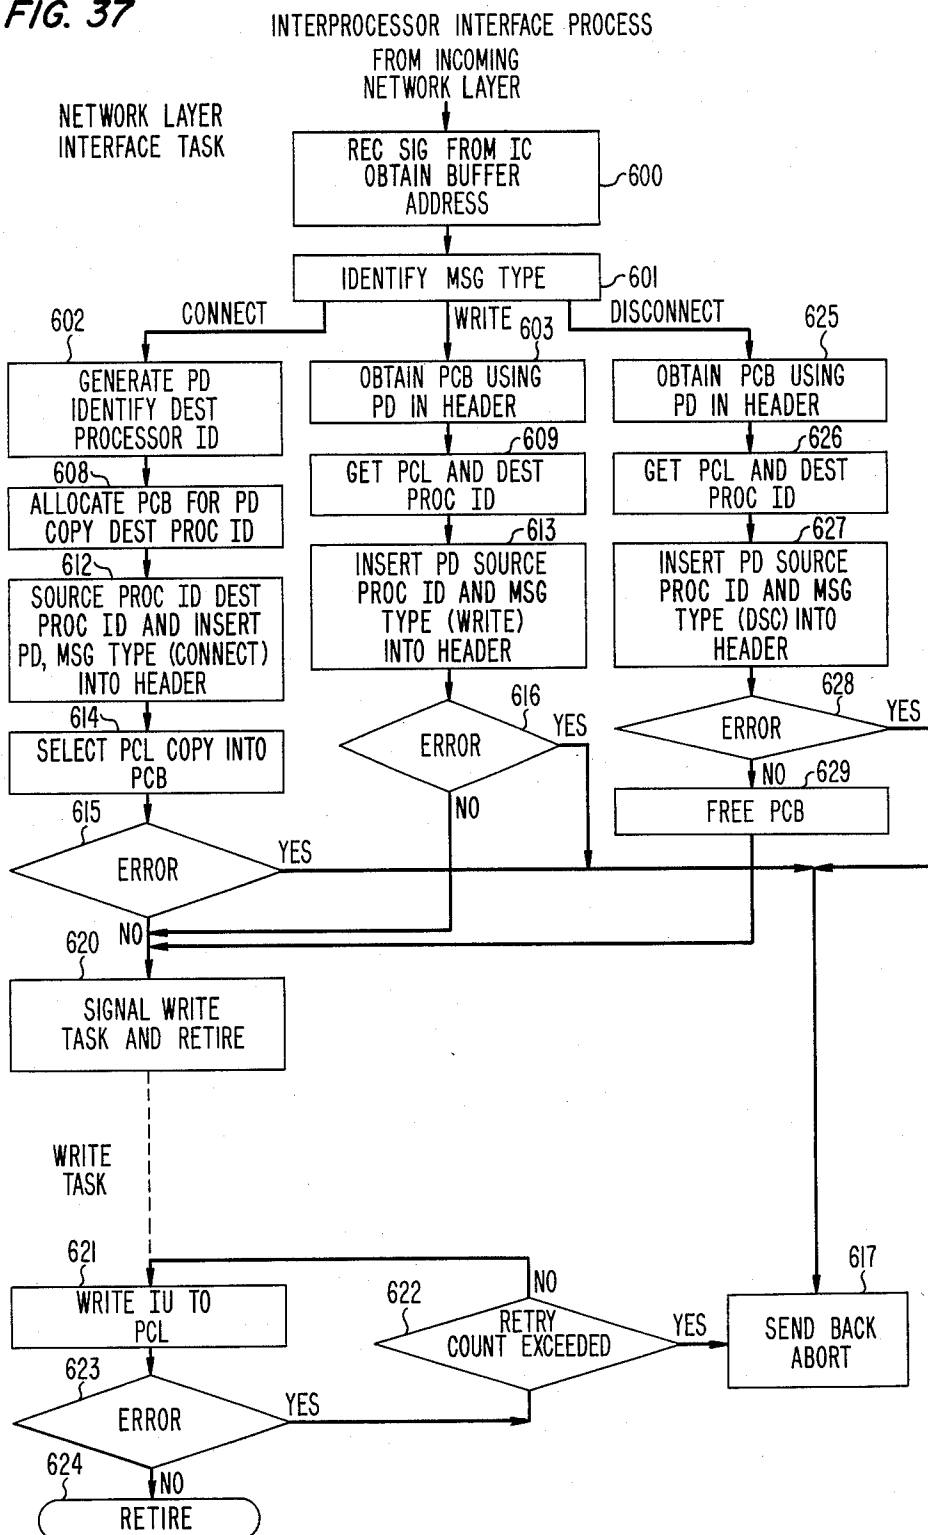 FIG. 37
INTERPROCESSOR INTERFACE PROCESS
FROM INCOMING
NETWORK LAYER
NETWORK LAYER
INTERFACE TASK
REC SIG FROM IC
OBTAIN BUFFER
ADDRESS
600
IDENTIFY MSG TYPE
601
CONNECT
WRITE
DISCONNECT
602
GENERATE PD
IDENTIFY DEST
PROCESSOR ID
608
ALLOCATE PCB FOR PD
COPY DEST PROC ID
612
SOURCE PROC ID DEST
PROC ID AND INSERT
PD, MSG TYPE (CONNECT)
INTO HEADER
614
SELECT PCL COPY INTO
PCB
615
ERROR
YES
NO
603
OBTAIN PCB USING
PD IN HEADER
609
GET PCL AND DEST
PROC ID
613
INSERT PD SOURCE
PROC ID AND MSG
TYPE (WRITE)
INTO HEADER
616
ERROR
YES
NO
625
OBTAIN PCB USING
PD IN HEADER
626
GET PCL AND DEST
PROC ID
627
INSERT PD SOURCE
PROC ID AND MSG
TYPE (DSC) INTO
HEADER
628
ERROR
YES
NO
629
FREE PCB
620
SIGNAL WRITE
TASK AND RETIRE
WRITE
TASK
621
WRITE IU TO
PCL
623
ERROR
YES
NO
624
RETIRE
622
RETRY
COUNT EXCEEDED
NO
YES
617
SEND BACK
ABORT